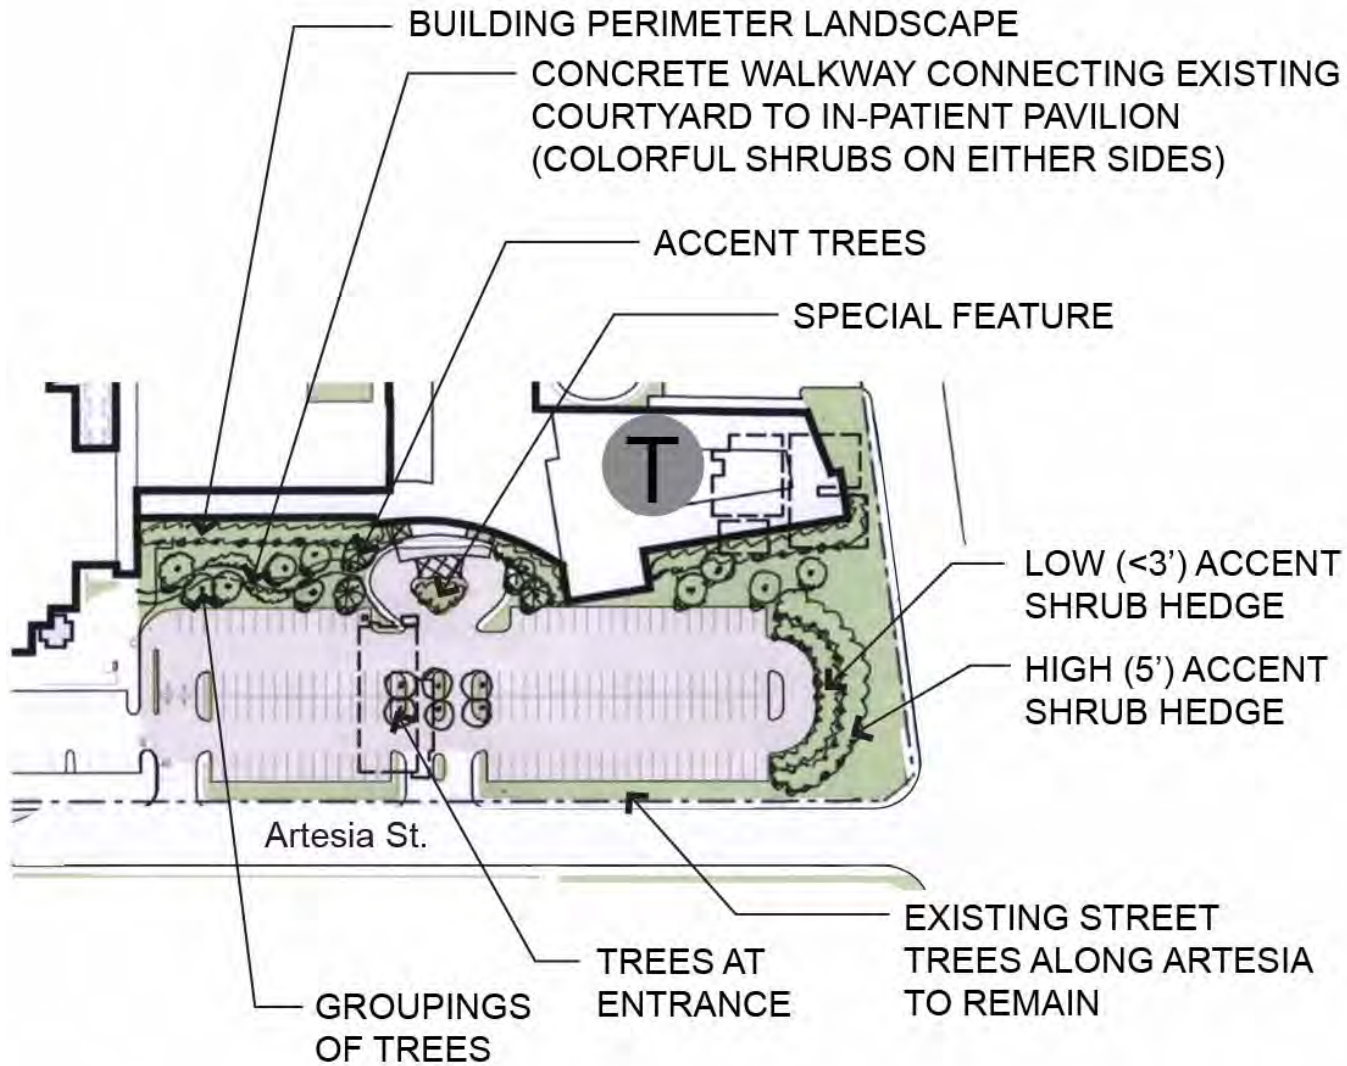 BUILDING PERIMETER LANDSCAPE
CONCRETE WALKWAY CONNECTING EXISTING
COURTYARD TO IN-PATIENT PAVILION
(COLORFUL SHRUBS ON EITHER SIDES)
ACCENT TREES
SPECIAL FEATURE
T
LOW (<3’) ACCENT
SHRUB HEDGE
HIGH (5’) ACCENT
SHRUB HEDGE
Artesia St.
EXISTING STREET
TREES ALONG ARTESIA
TO REMAIN
TREES AT
ENTRANCE
GROUPINGS
OF TREES